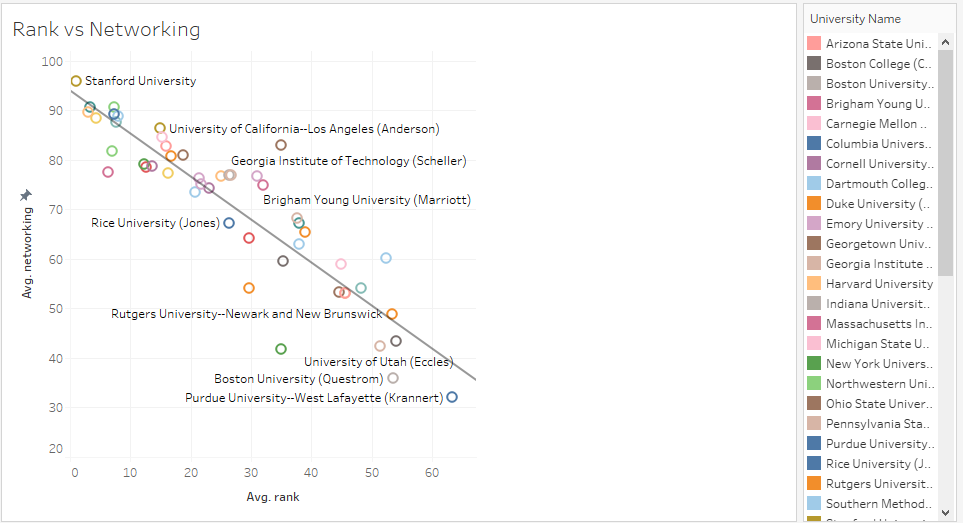 Rank vs Networking
University Name
100
90
80
70
60
50
40
30
20
Avg. networking
Stanford University
University of California--Los Angeles (Anderson)
Georgia Institute of Technology (Scheller)
Brigham Young University (Marriott)
Rice University (Jones)
Rutgers University--Newark and New Brunswick
University of Utah (Eccles)
Boston University (Questrom)
Purdue University--West Lafayette (Krannert)
0 10 20 30 40 50 60
Avg. rank
Arizona State Uni..
Boston College (C..
Boston University..
Brigham Young U..
Carnegie Mellon ..
Columbia Univers..
Cornell University..
Dartmouth Colleg..
Duke University (..
Emory University ..
Georgetown Univ..
Georgia Institute ..
Harvard University
Indiana Universit..
Massachusetts In..
Michigan State U..
New York Univers..
Northwestern Uni..
Ohio State Univer..
Pennsylvania Sta..
Purdue University..
Rice University (J..
Rutgers Universit..
Southern Method..